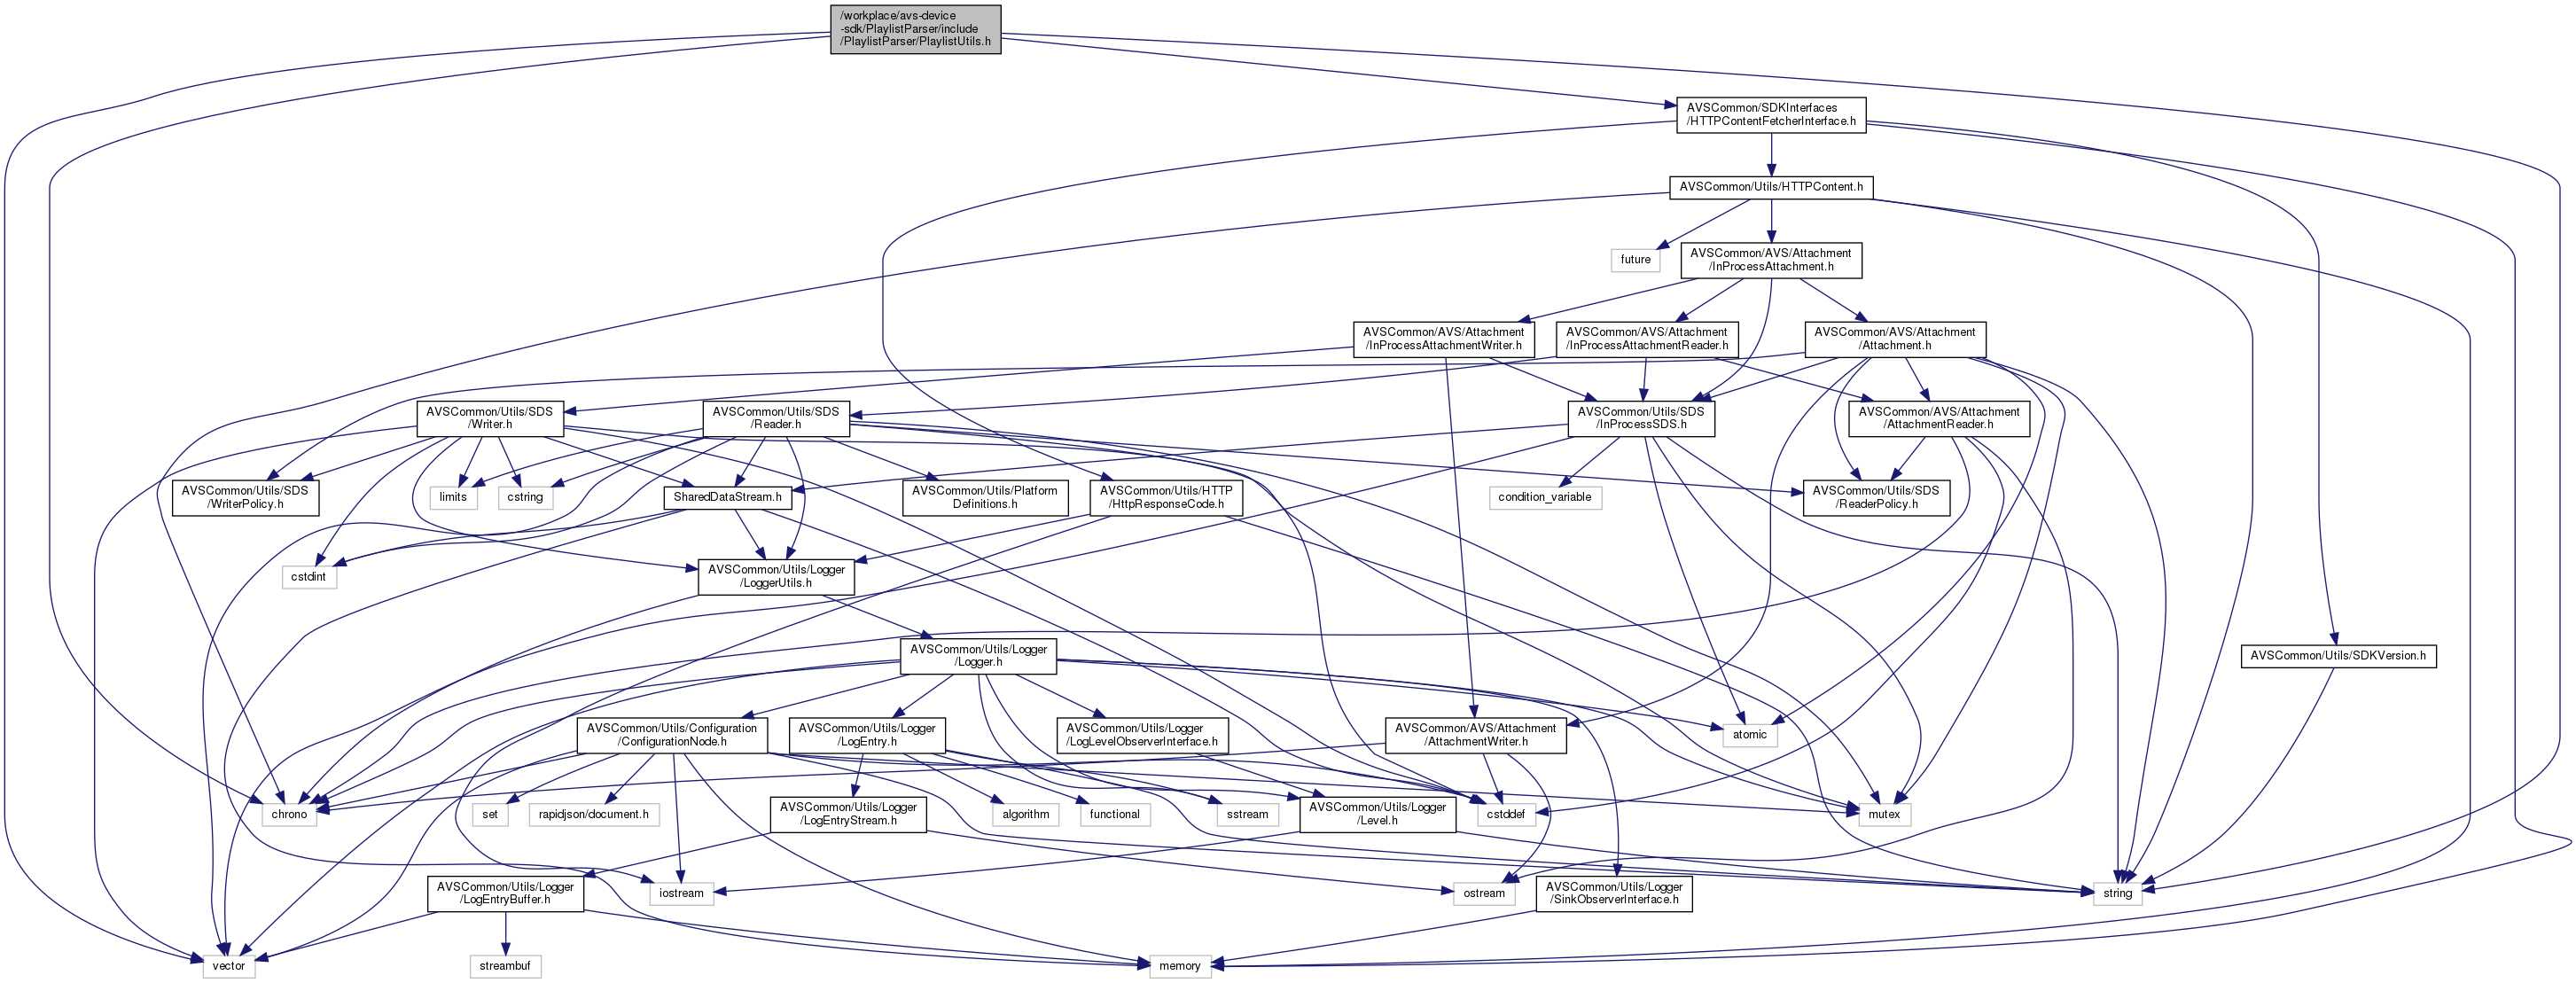 /workplace/avs-device
-sdk/PlaylistParser/include
/PlaylistParser/PlaylistUtils.h
AVSCommon/SDKInterfaces
/HTTPContentFetcherInterface.h
AVSCommon/Utils/HTTPContent.h
future
AVSCommon/AVS/Attachment
/InProcessAttachment.h
AVSCommon/AVS/Attachment
/InProcessAttachmentWriter.h
AVSCommon/AVS/Attachment
/InProcessAttachmentReader.h
AVSCommon/AVS/Attachment
/Attachment.h
AVSCommon/Utils/SDS
/Writer.h
AVSCommon/Utils/SDS
/Reader.h
AVSCommon/Utils/SDS
/InProcessSDS.h
AVSCommon/AVS/Attachment
/AttachmentReader.h
AVSCommon/Utils/SDS
/WriterPolicy.h
limits
cstring
SharedDataStream.h
AVSCommon/Utils/Platform
Definitions.h
AVSCommon/Utils/HTTP
/HttpResponseCode.h
condition_variable
AVSCommon/Utils/SDS
/ReaderPolicy.h
cstdint
AVSCommon/Utils/Logger
/LoggerUtils.h
AVSCommon/Utils/Logger
/Logger.h
AVSCommon/Utils/SDKVersion.h
AVSCommon/Utils/Configuration
/ConfigurationNode.h
AVSCommon/Utils/Logger
/LogEntry.h
AVSCommon/Utils/Logger
/LogLevelObserverInterface.h
AVSCommon/AVS/Attachment
/AttachmentWriter.h
atomic
chrono
set
rapidjson/document.h
AVSCommon/Utils/Logger
/LogEntryStream.h
algorithm
functional
sstream
AVSCommon/Utils/Logger
/Level.h
cstddef
mutex
AVSCommon/Utils/Logger
/LogEntryBuffer.h
iostream
ostream
AVSCommon/Utils/Logger
/SinkObserverInterface.h
string
vector
streambuf
memory